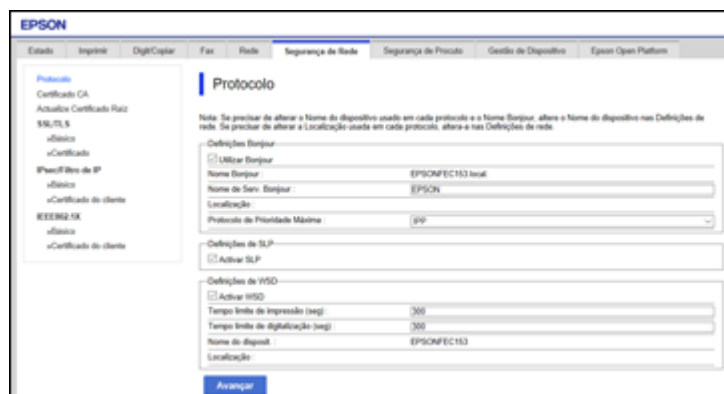 EPSON
Estado Imprimir Digit/Copiar Fax Rede Segurança de Rede Segurança de Procuto Gestão de Dispositivo Epson Open Platform
Protocolo
Certificado CA
Actualize Certificado Raiz
SSL/TLS
»Básico
»Certificado
IPsec/Filtro de IP
»Básico
»Certificado do cliente
IEEE802.1X
»Básico
»Certificado do cliente
Protocolo
Nota: Se precisar de alterar o Nome do dispositivo usado em cada protocolo e o Nome Bonjour, altere o Nome do dispositivo nas Definições de
rede. Se precisar de alterar a Localização usada em cada protocolo, altera-a nas Definições de rede.
Definições Bonjour
Utilizar Bonjour
Nome Bonjour : EPSONFEC153.local.
Nome de Serv. Bonjour : EPSON
Localização :
Protocolo de Prioridade Máxima : IPP
Definições de SLP
Activar SLP
Definições de WSD
Activar WSD
Tempo limite de impressão (seg) : 300
Tempo limite de digitalização (seg) 300
Nome do disposit. : EPSONFEC153
Localização :
Avançar